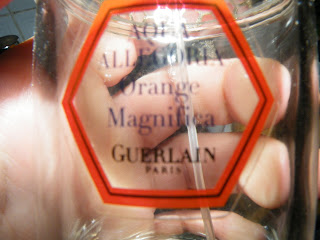 AQUA
ALLEGORIA
Orange
Magnifica
GUERLAIN
PARIS